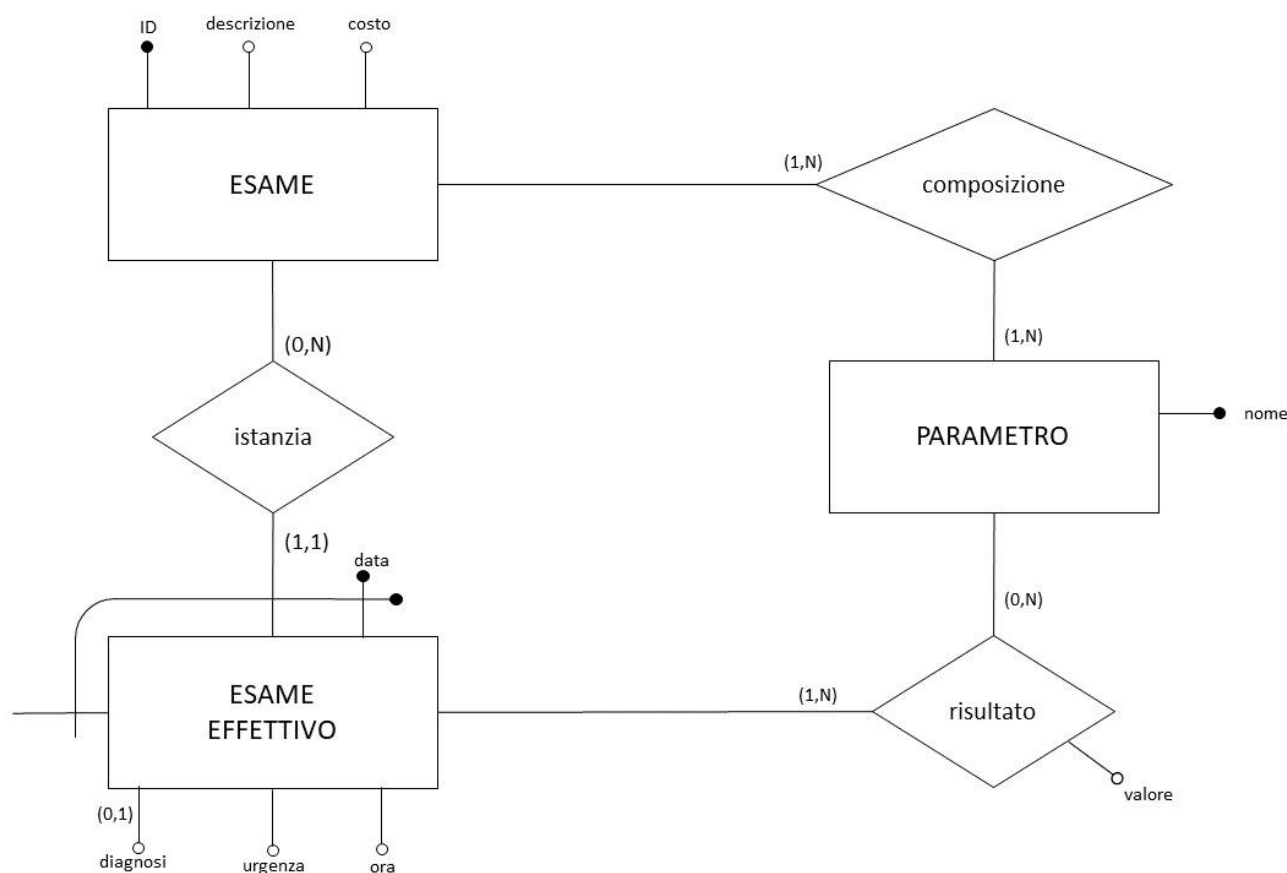 ID
descrizione
costo
ESAME
(1,N)
composizione
(0,N)
(1,N)
istanzia
PARAMETRO
nome
(1,1)
data
(0,N)
ESAME
EFFETTIVO
(1,N)
risultato
valore
(0,1)
diagnosi
urgenza
ora